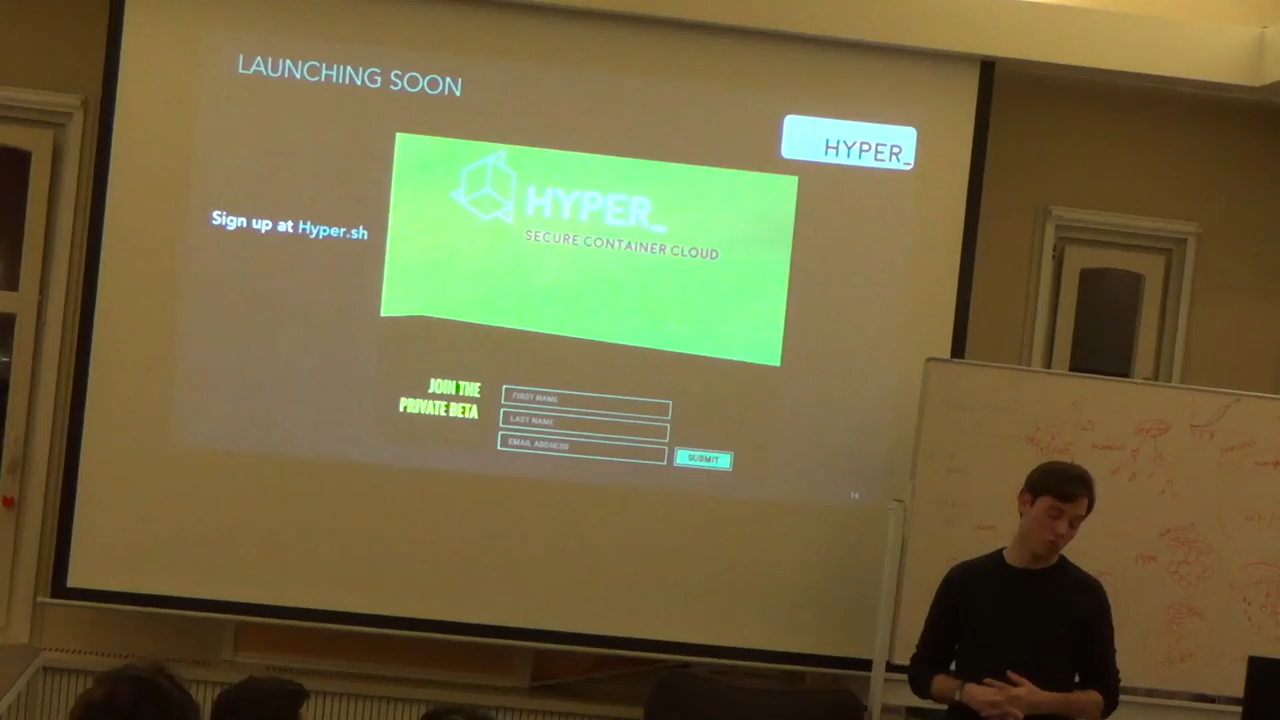 LAUNCHING SOON
HYPER_
HYPER_
SECURE CONTAINER CLOUD
Sign up at Hyper.sh
JOIN THE
PRIVATE BETA
FIRST NAME
LAST NAME
EMAIL ADDRESS
SUBMIT
14